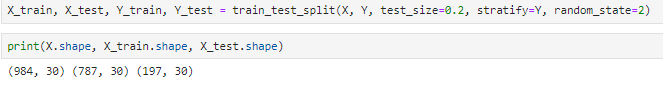 X_train, X_test, Y_train, Y_test = train_test_split(X, Y, test_size=0.2, stratify=Y, random_state=2)
print(X.shape, X_train.shape, X_test.shape)
(984, 30) (787, 30) (197, 30)